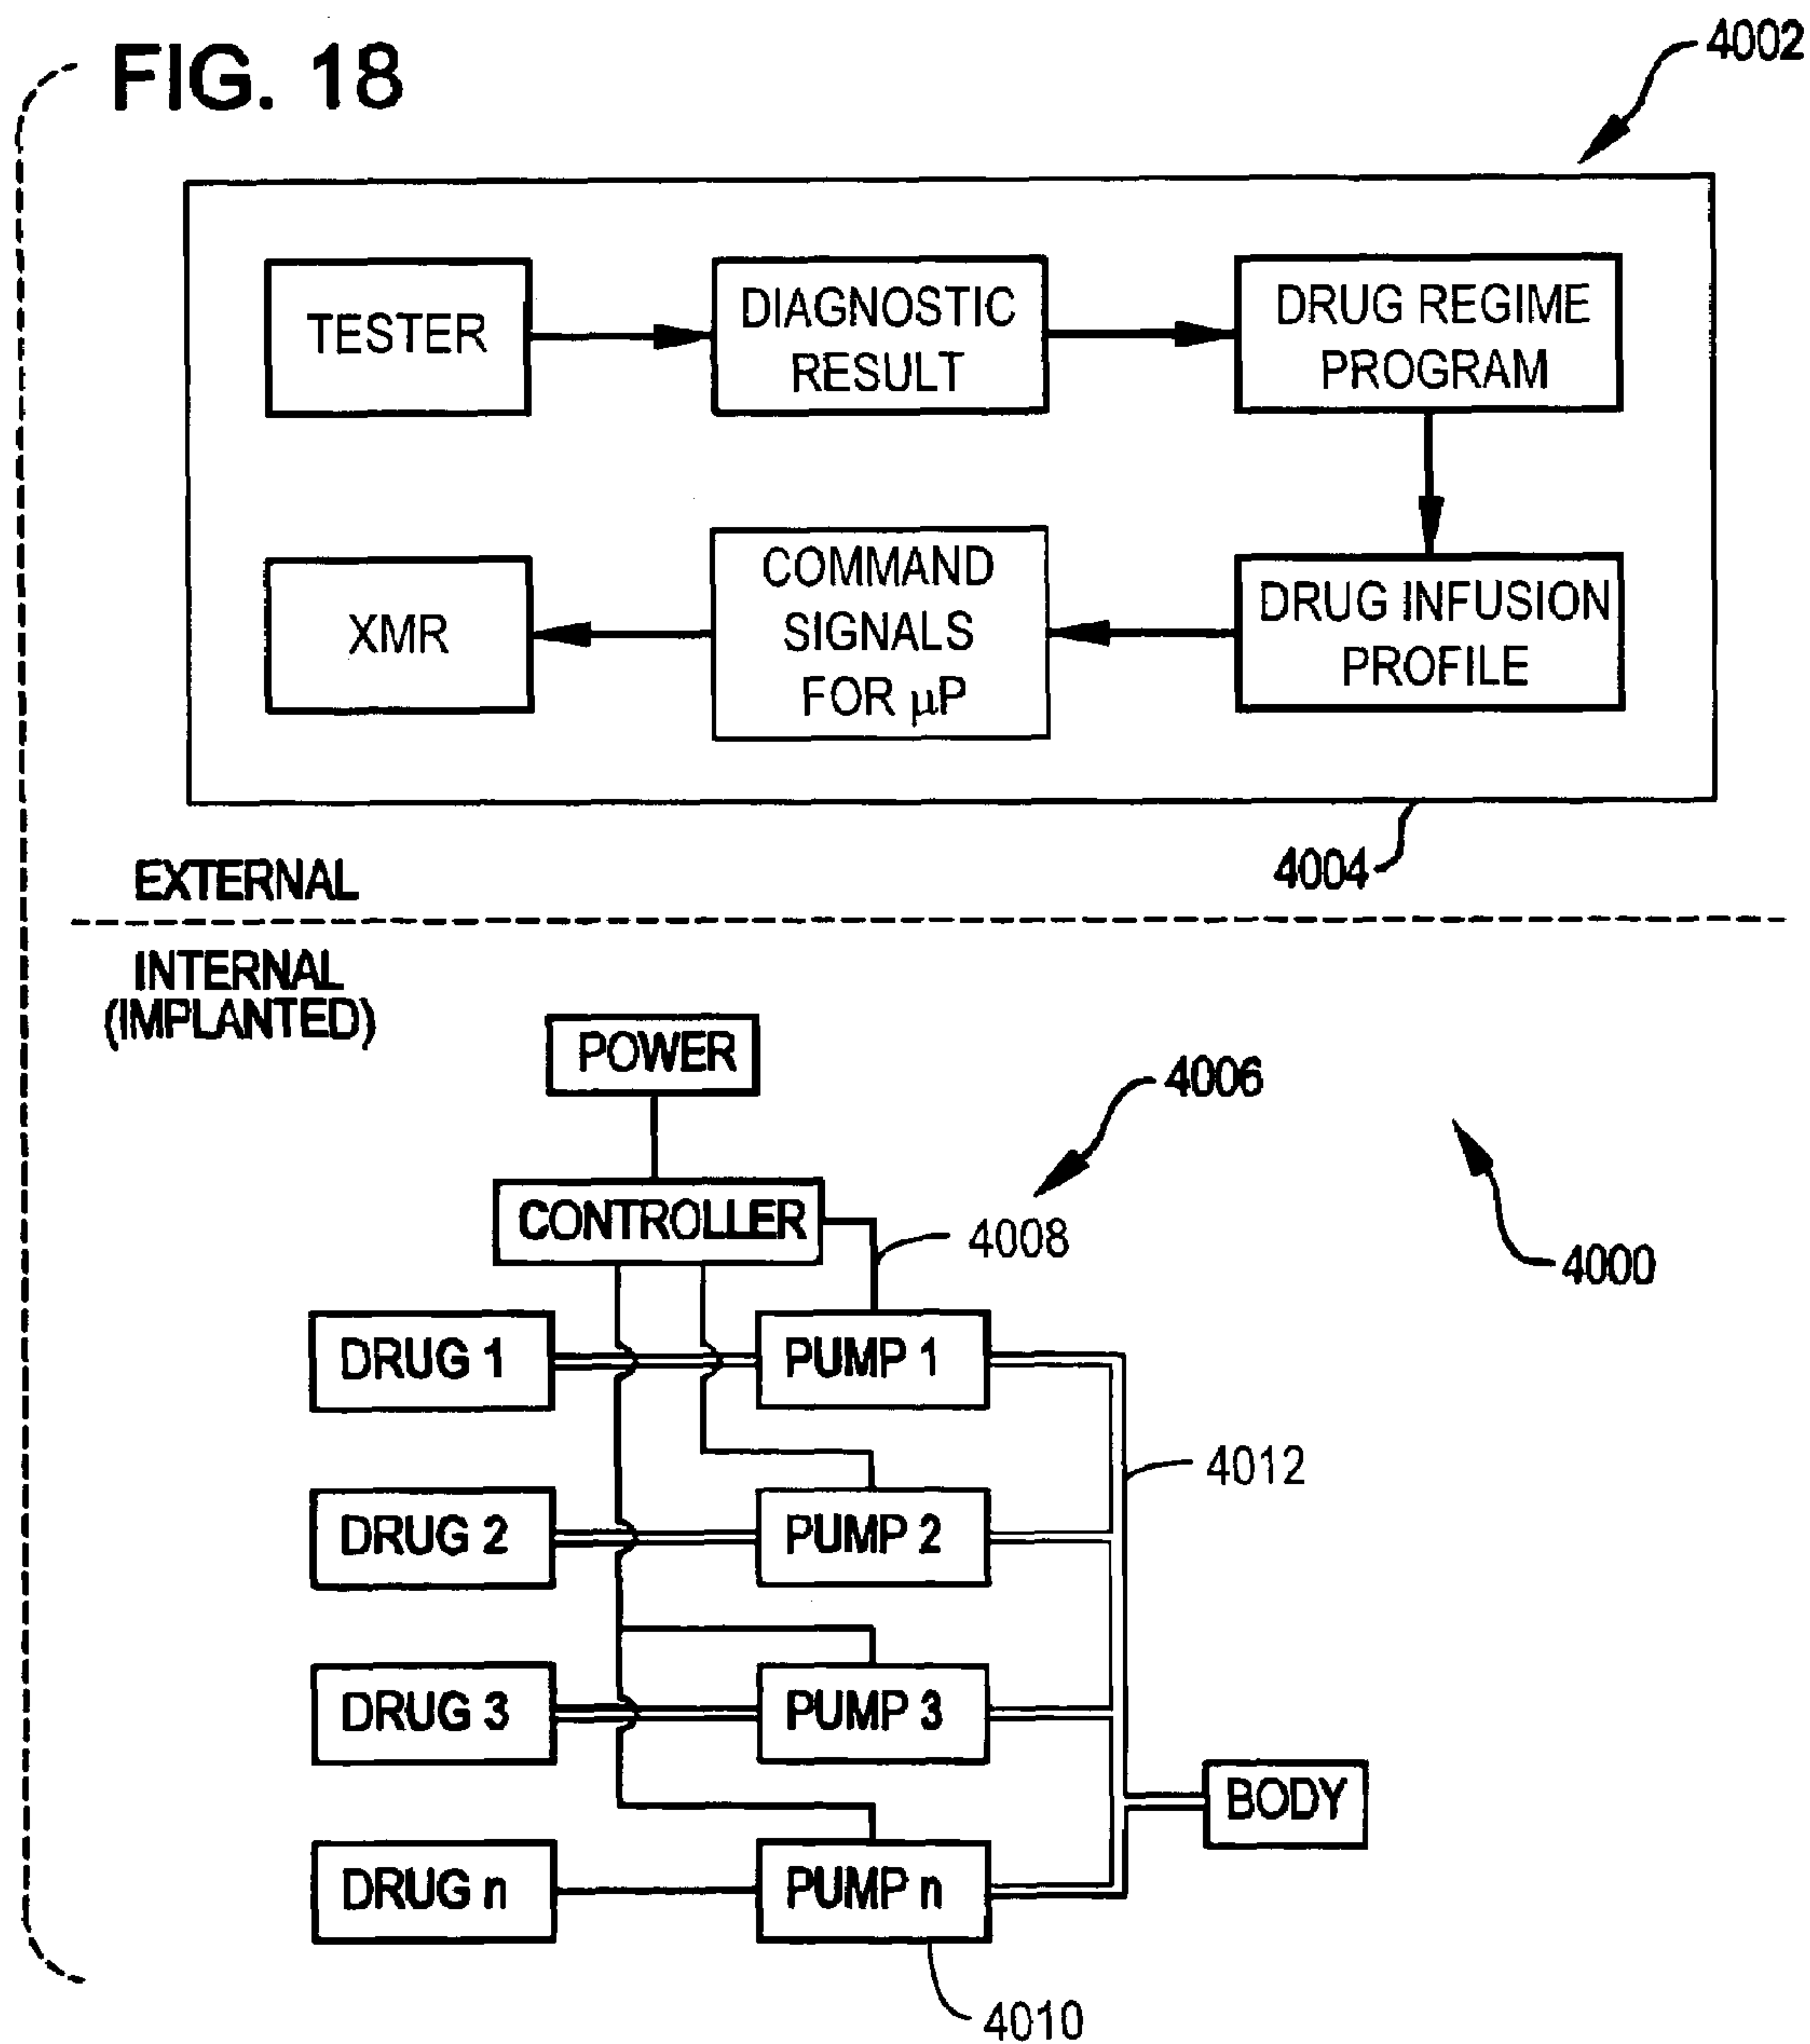 FIG. 18
4002
TESTER
DIAGNOSTIC
RESULT
DRUG REGIME
PROGRAM
XMR
COMMAND
SIGNALS
FOR μP
DRUG INFUSION
PROFILE
4004
EXTERNAL
INTERNAL
(IMPLANTED)
POWER
4006
CONTROLLER
4008
4000
DRUG 1
PUMP 1
4012
DRUG 2
PUMP 2
DRUG 3
PUMP 3
BODY
DRUG n
PUMP n
4010